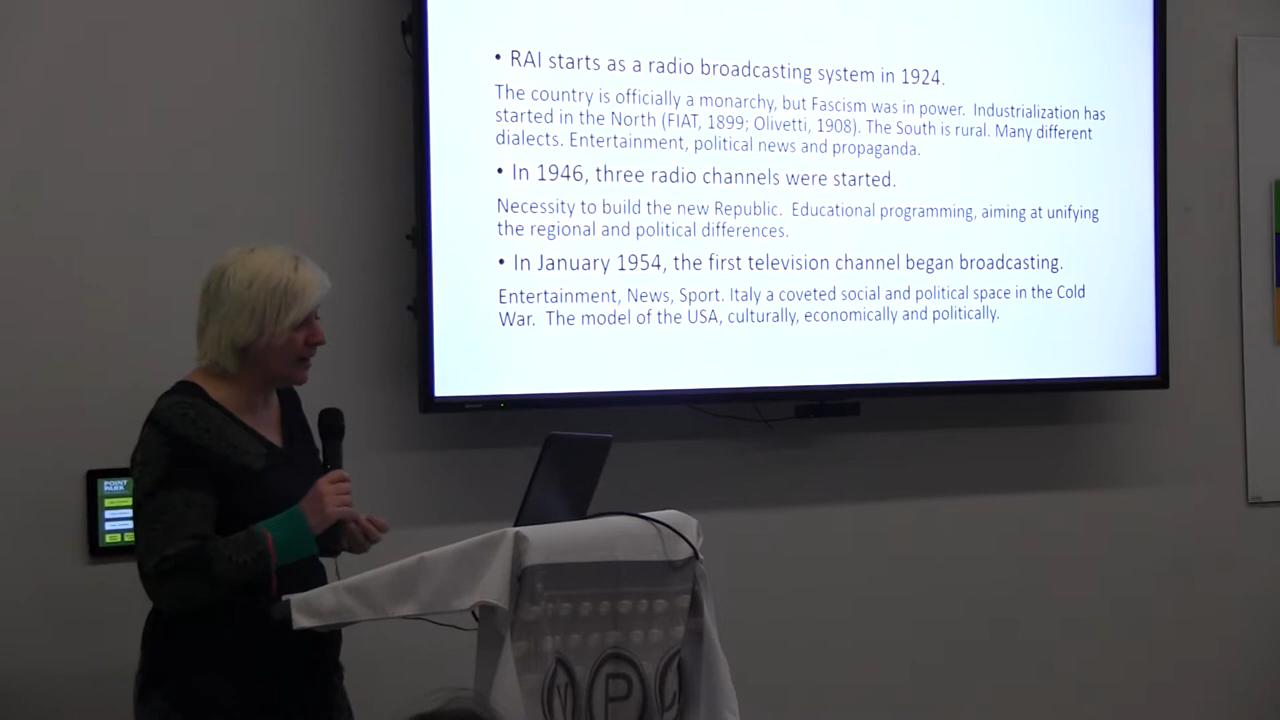 • RAI starts as a radio broadcasting system in 1924.
The country is officially a monarchy, but Fascism was in power. Industrialization has
started in the North (FIAT, 1899; Olivetti, 1908). The South is rural. Many different
dialects. Entertainment, political news and propaganda.
• In 1946, three radio channels were started.
Necessity to build the new Republic. Educational programming, aiming at unifying
the regional and political differences.
• In January 1954, the first television channel began broadcasting.
Entertainment, News, Sport. Italy a coveted social and political space in the Cold
War. The model of the USA, culturally, economically and politically.
POINT
PARK
P